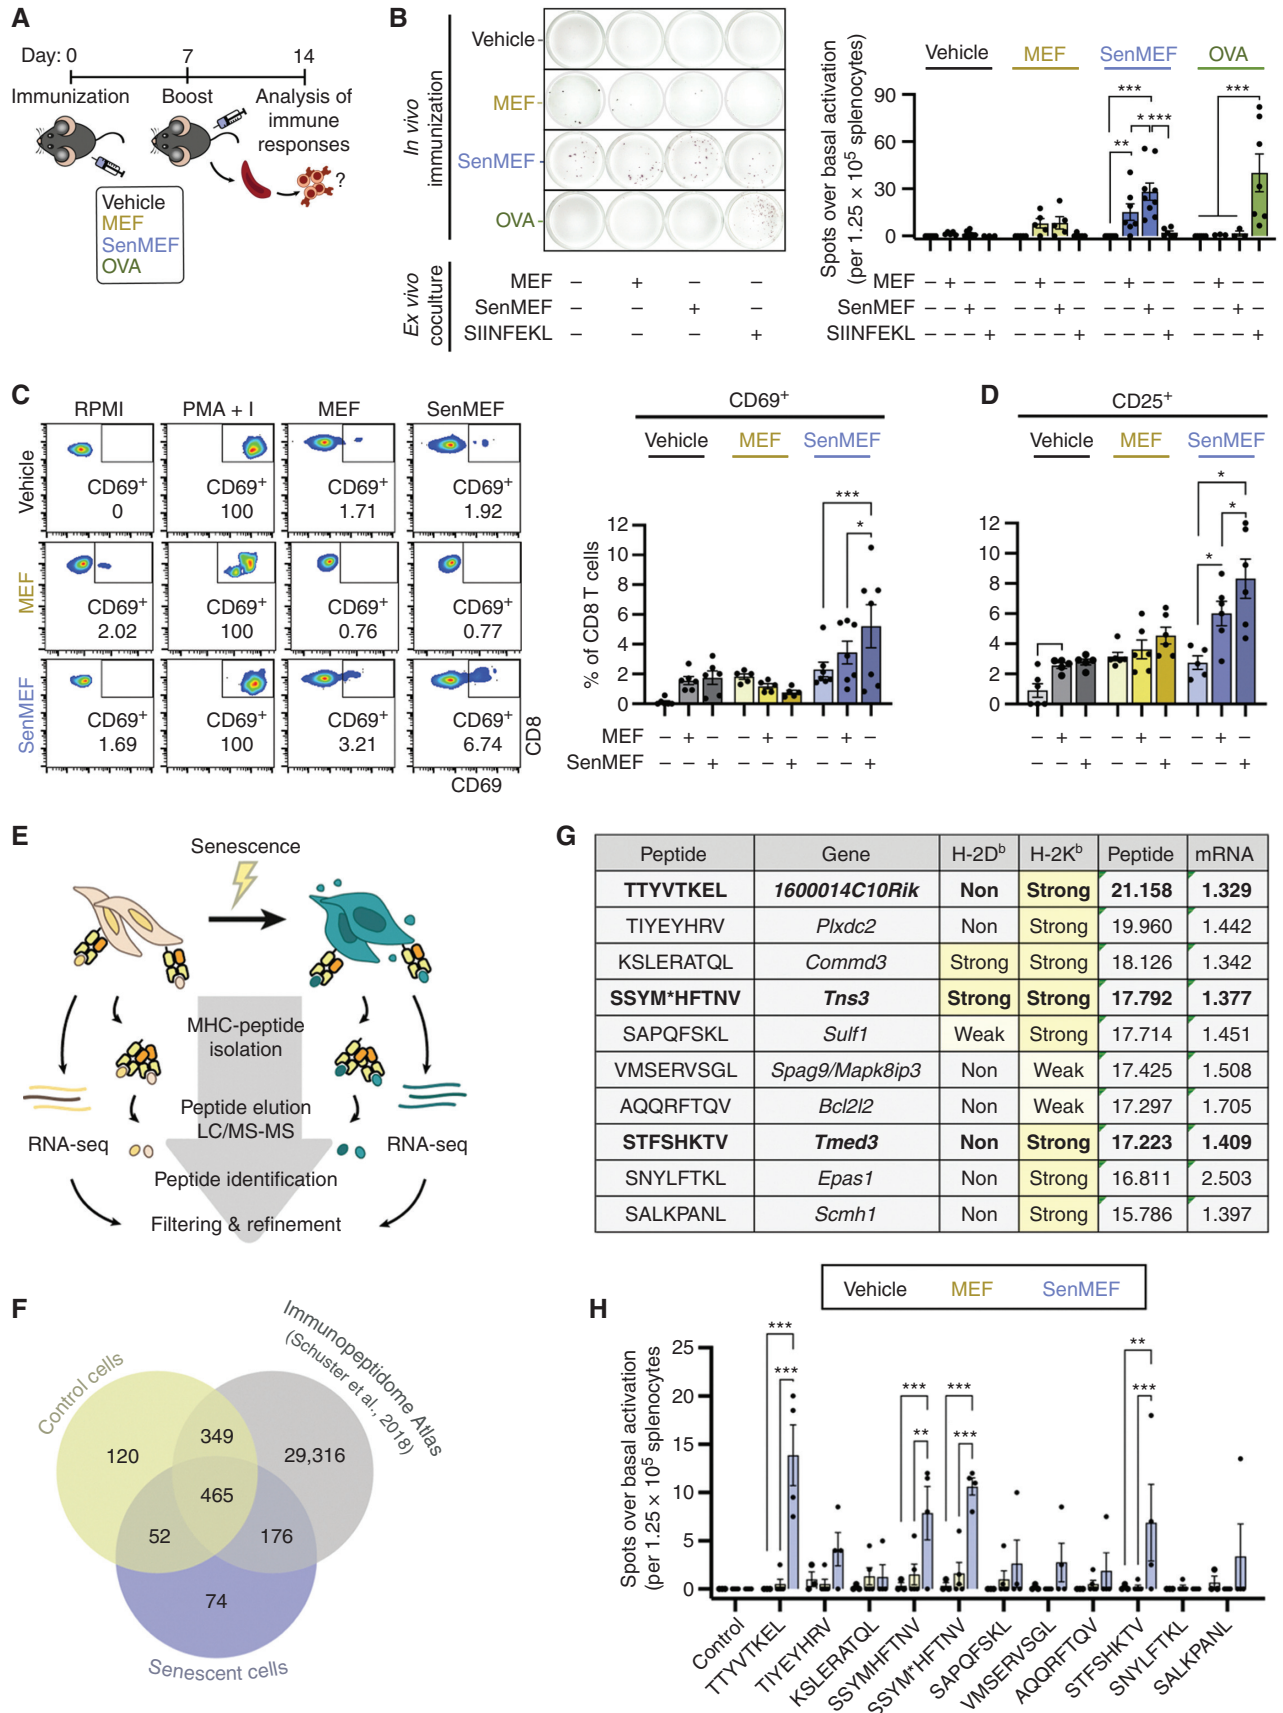 A
Day: 0 7 14
Immunization Boost Analysis of
immune
responses
?
Vehicle
MEF
SenMEF
OVA
B
In vivo
immunization
Vehicle
MEF
SenMEF
OVA
Ex vivo
coculture
MEF − + − −
SenMEF − − + −
SIINFEKL − − − +
Vehicle MEF SenMEF OVA
Spots over basal activation
(per 1.25 × 10⁵ splenocytes)
90
60
30
0
*** ***
* ***
**
MEF − + − − − + − − − + − − − + − −
SenMEF − − + − − − + − − − + − − − + −
SIINFEKL − − − + − − − + − − − + − − − +
C
RPMI PMA + I MEF SenMEF
Vehicle
CD69⁺ CD69⁺ CD69⁺ CD69⁺
0 100 1.71 1.92
MEF
CD69⁺ CD69⁺ CD69⁺ CD69⁺
2.02 100 0.76 0.77
SenMEF
CD69⁺ CD69⁺ CD69⁺ CD69⁺
1.69 100 3.21 6.74
CD8
CD69
CD69⁺
Vehicle MEF SenMEF
% of CD8 T cells
12
10
8
6
4
2
0
***
*
MEF − + − − + − − + −
SenMEF − − + − − + − − +
D
CD25⁺
Vehicle MEF SenMEF
12
10
8
6
4
2
0
*
*
*
− + − − + − − + −
− − + − − + − − +
E
Senescence
MHC-peptide
isolation
Peptide elution
LC/MS-MS
RNA-seq RNA-seq
Peptide identification
Filtering & refinement
G
Peptide Gene H-2Dᵇ H-2Kᵇ Peptide mRNA
TTYVTKEL 1600014C10Rik Non Strong 21.158 1.329
TIYEYHRV Plxdc2 Non Strong 19.960 1.442
KSLERATQL Commd3 Strong Strong 18.126 1.342
SSYM*HFTNV Tns3 Strong Strong 17.792 1.377
SAPQFSKL Sulf1 Weak Strong 17.714 1.451
VMSERVSGL Spag9/Mapk8ip3 Non Weak 17.425 1.508
AQQRFTQV Bcl2l2 Non Weak 17.297 1.705
STFSHKTV Tmed3 Non Strong 17.223 1.409
SNYLFTKL Epas1 Non Strong 16.811 2.503
SALKPANL Scmh1 Non Strong 15.786 1.397
F
Control cells
Immunopeptidome Atlas
(Schuster et al., 2018)
120
349
29,316
465
52
176
74
Senescent cells
H
Vehicle MEF SenMEF
Spots over basal activation
(per 1.25 × 10⁵ splenocytes
25
20
15
10
5
0
***
***
***
**
***
***
**
***
Control
TTYVTKEL
TIYEYHRV
KSLERATQL
SSYMHFTNV
SSYM*HFTNV
SAPQFSKL
VMSERVSGL
AQQRFTQV
STFSHKTV
SNYLFTKL
SALKPANL